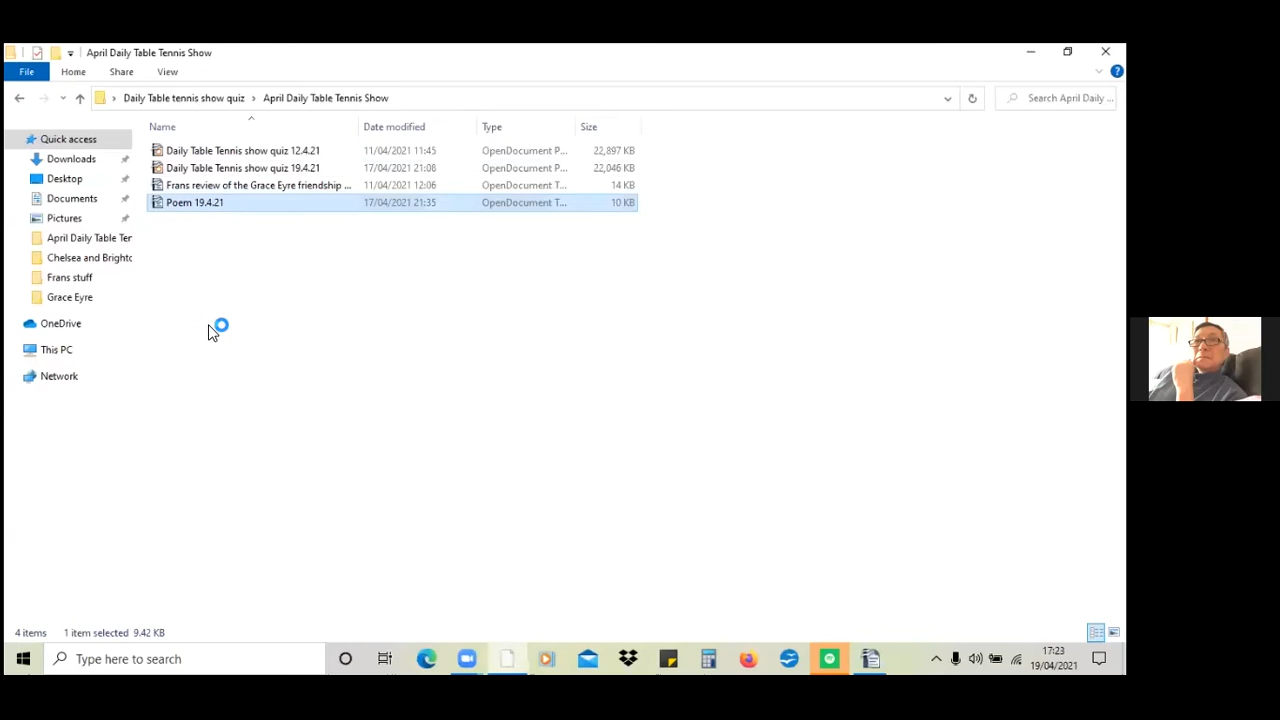 April Daily Table Tennis Show
File Home Share View
Daily Table tennis show quiz > April Daily Table Tennis Show
Search April Daily ...
Name Date modified Type Size
Quick access
Downloads
Desktop
Documents
Pictures
April Daily Table Ter
Chelsea and Brightc
Frans stuff
Grace Eyre
OneDrive
This PC
Network
Daily Table Tennis show quiz 12.4.21 11/04/2021 11:45 OpenDocument P... 22,897 KB
Daily Table Tennis show quiz 19.4.21 17/04/2021 21:08 OpenDocument P... 22,046 KB
Frans review of the Grace Eyre friendship ... 11/04/2021 12:06 OpenDocument T... 14 KB
Poem 19.4.21 17/04/2021 21:35 OpenDocument T... 10 KB
4 items 1 item selected 9.42 KB
Type here to search
17:23
19/04/2021